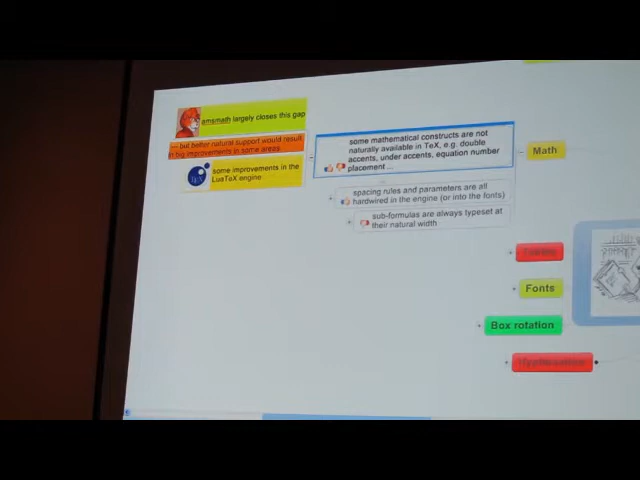 amsmath largely closes this gap
--- but better natural support would result
in big improvements in some areas
TeX
some improvements in the
LuaTeX engine
some mathematical constructs are not
naturally available in TeX, e.g. double
accents, under accents, equation number
placement ...
Math
spacing rules and parameters are all
hardwired in the engine (or into the fonts)
sub-formulas are always typeset at
their natural width
Fonts
Box rotation